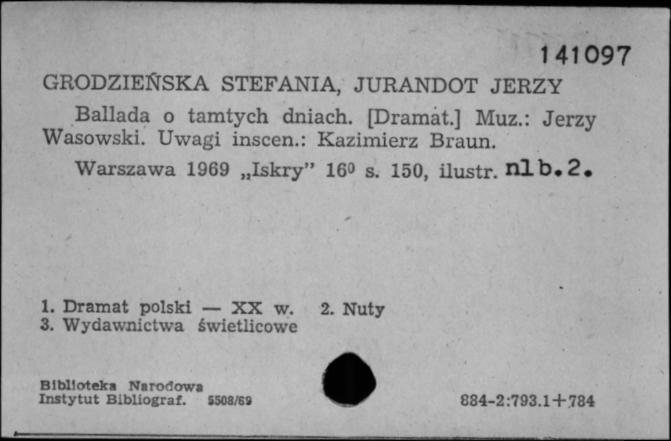 141097
GRODZIEŃSKA STEFANIA, JURANDOT JERZY
Ballada o tamtych dniach. [Dramat.] Muz.: Jerzy
Wasowski. Uwagi inscen.: Kazimierz Braun.
Warszawa 1969 „Iskry” 16⁰ s. 150, ilustr. nlb.2.
1. Dramat polski — XX w. 2. Nuty
3. Wydawnictwa świetlicowe
Biblioteka Narodowa
Instytut Bibliograf. 5508/69
884-2:793.1+784